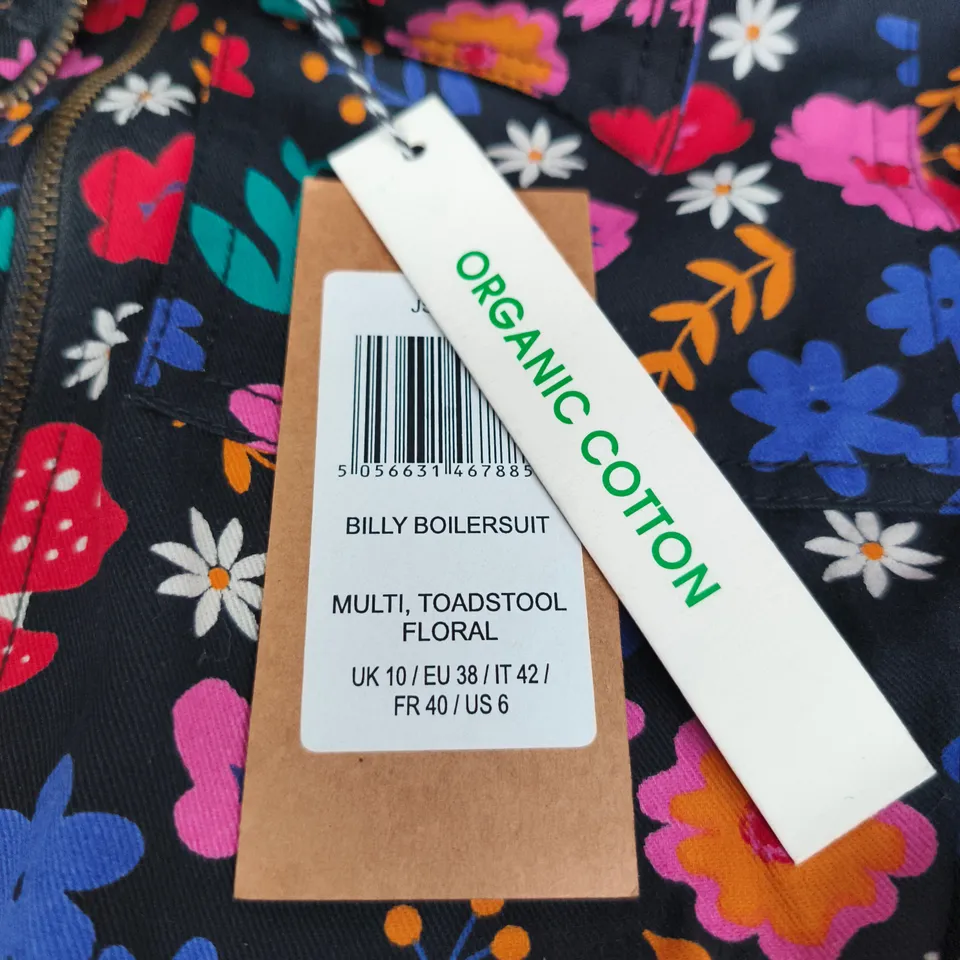 ORGANIC COTTON
5 056631 467885
BILLY BOILERSUIT
MULTI, TOADSTOOL
FLORAL
UK 10 / EU 38 / IT 42 /
FR 40 / US 6